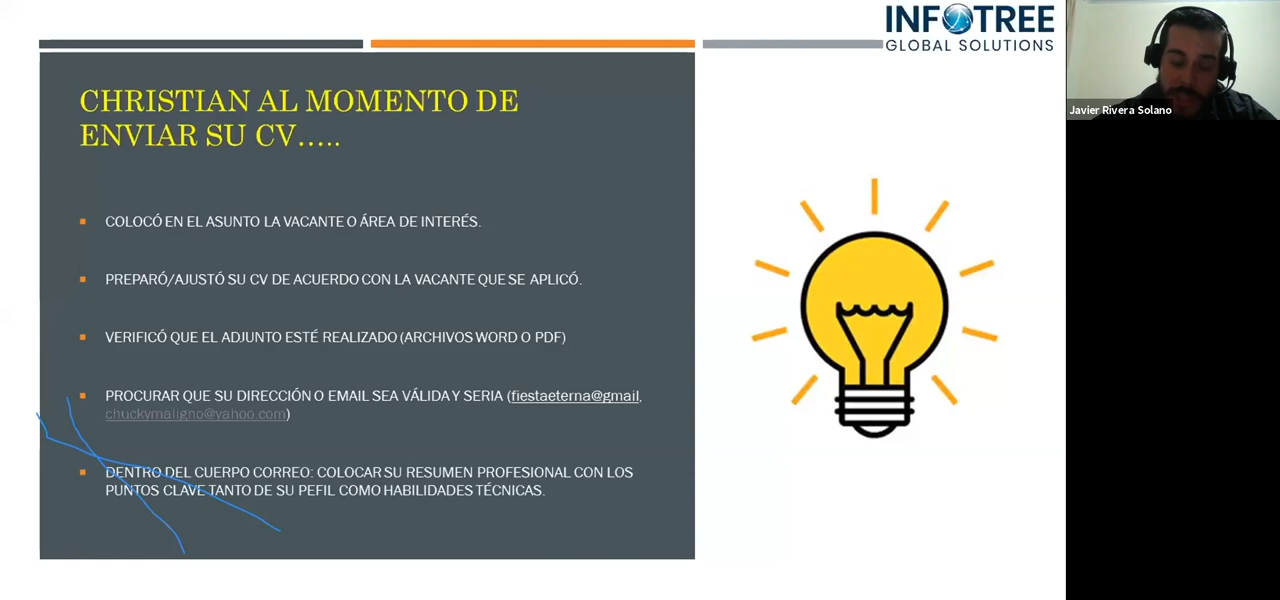 INFOTREE
GLOBAL SOLUTIONS
Javier Rivera Solano
CHRISTIAN AL MOMENTO DE
ENVIAR SU CV…..
COLOCÓ EN EL ASUNTO LA VACANTE O ÁREA DE INTERÉS.
PREPARÓ/AJUSTÓ SU CV DE ACUERDO CON LA VACANTE QUE SE APLICÓ.
VERIFICÓ QUE EL ADJUNTO ESTÉ REALIZADO (ARCHIVOS WORD O PDF)
PROCURAR QUE SU DIRECCIÓN O EMAIL SEA VÁLIDA Y SERIA (fiestaeterna@gmail,
chuckymaligno@yahoo.com)
DENTRO DEL CUERPO CORREO: COLOCAR SU RESUMEN PROFESIONAL CON LOS
PUNTOS CLAVE TANTO DE SU PEFIL COMO HABILIDADES TÉCNICAS.